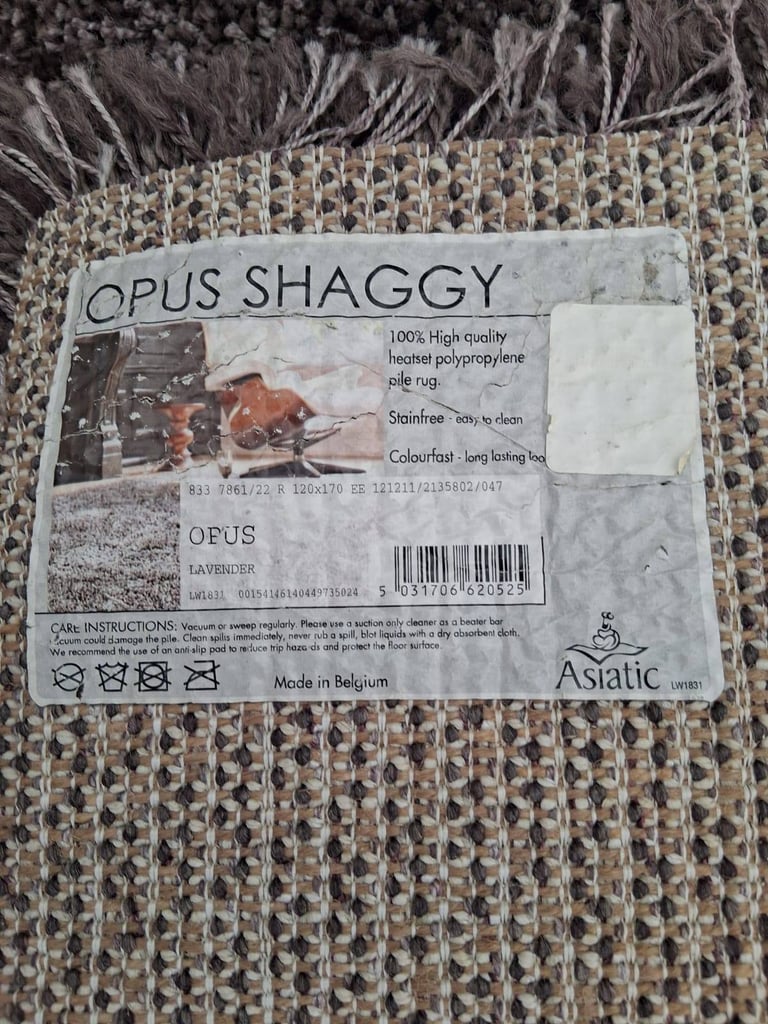 OPUS SHAGGY
100% High quality
heatset polypropylene
pile rug.
Stainfree - easy to clean
Colourfast - long lasting loo
833 7861/22 R 120x170 EE 121211/2135802/047
OPUS
LAVENDER
LW1831 00154146140449735024
5 031706 620525
CARE INSTRUCTIONS: Vacuum or sweep regularly. Please use a suction only cleaner as a beater bar
vacuum could damage the pile. Clean spills immediately, never rub a spill, blot liquids with a dry absorbent cloth.
We recommend the use of an anti-slip pad to reduce trip hazards and protect the floor surface.
Made in Belgium
Asiatic
LW1831